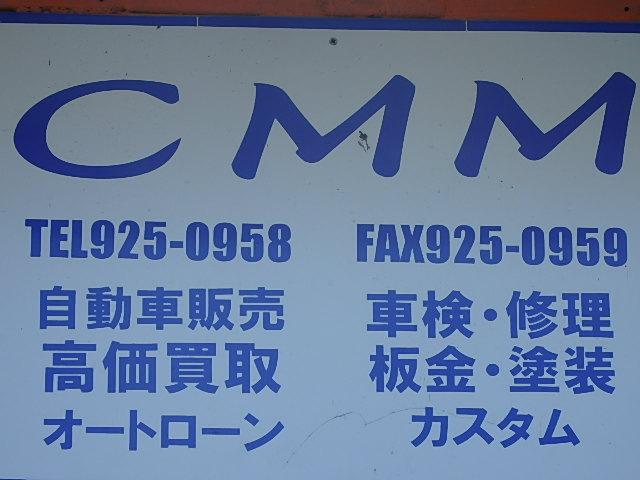 CMM
TEL925-0958 FAX925-0959
自動車販売 車検・修理
高価買取 板金・塗装
オートローン カスタム